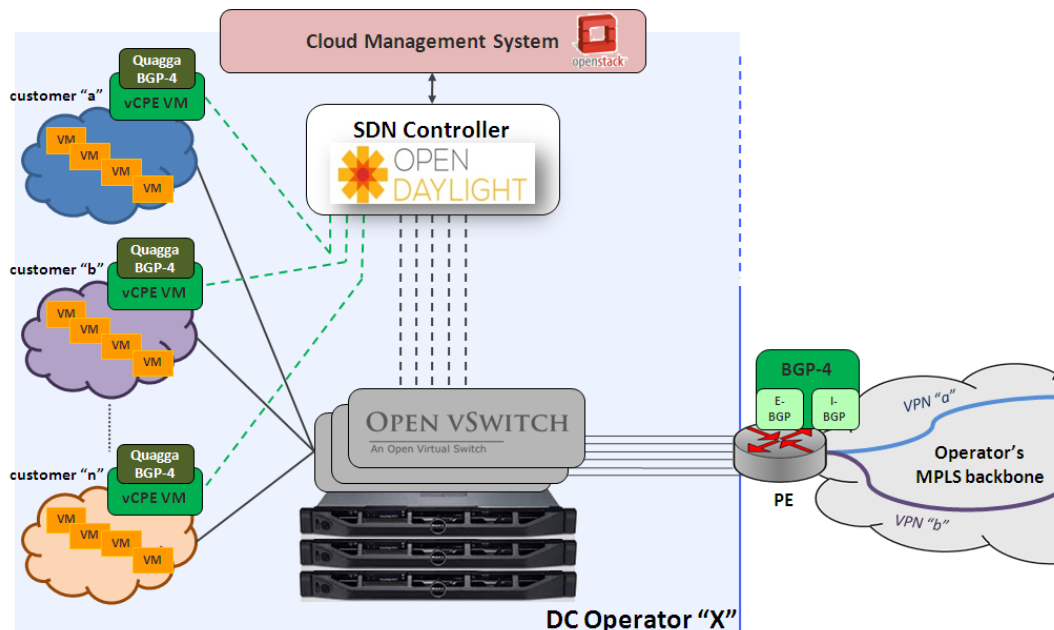 Cloud Management System
openstack
Quagga
BGP-4
customer "a"
vCPE VM
VM
VM
VM
VM
SDN Controller
OPEN
DAYLIGHT
Quagga
BGP-4
customer "b"
vCPE VM
VM
VM
VM
VM
Quagga
BGP-4
customer "n"
vCPE VM
VM
VM
VM
VM
OPEN VSWITCH
An Open Virtual Switch
BGP-4
E-
BGP
I-
BGP
PE
VPN "a"
Operator's
MPLS backbone
VPN "b"
DC Operator "X"